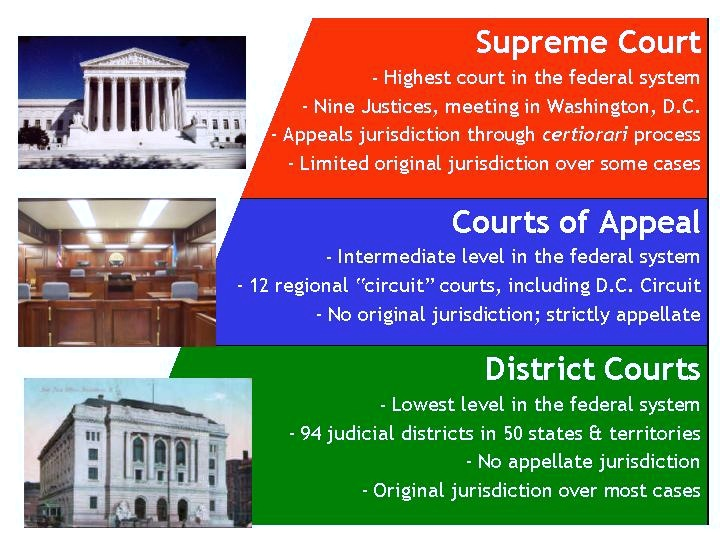 Supreme Court
- Highest court in the federal system
- Nine Justices, meeting in Washington, D.C.
- Appeals jurisdiction through certiorari process
- Limited original jurisdiction over some cases
Courts of Appeal
- Intermediate level in the federal system
- 12 regional “circuit” courts, including D.C. Circuit
- No original jurisdiction; strictly appellate
District Courts
- Lowest level in the federal system
- 94 judicial districts in 50 states & territories
- No appellate jurisdiction
- Original jurisdiction over most cases